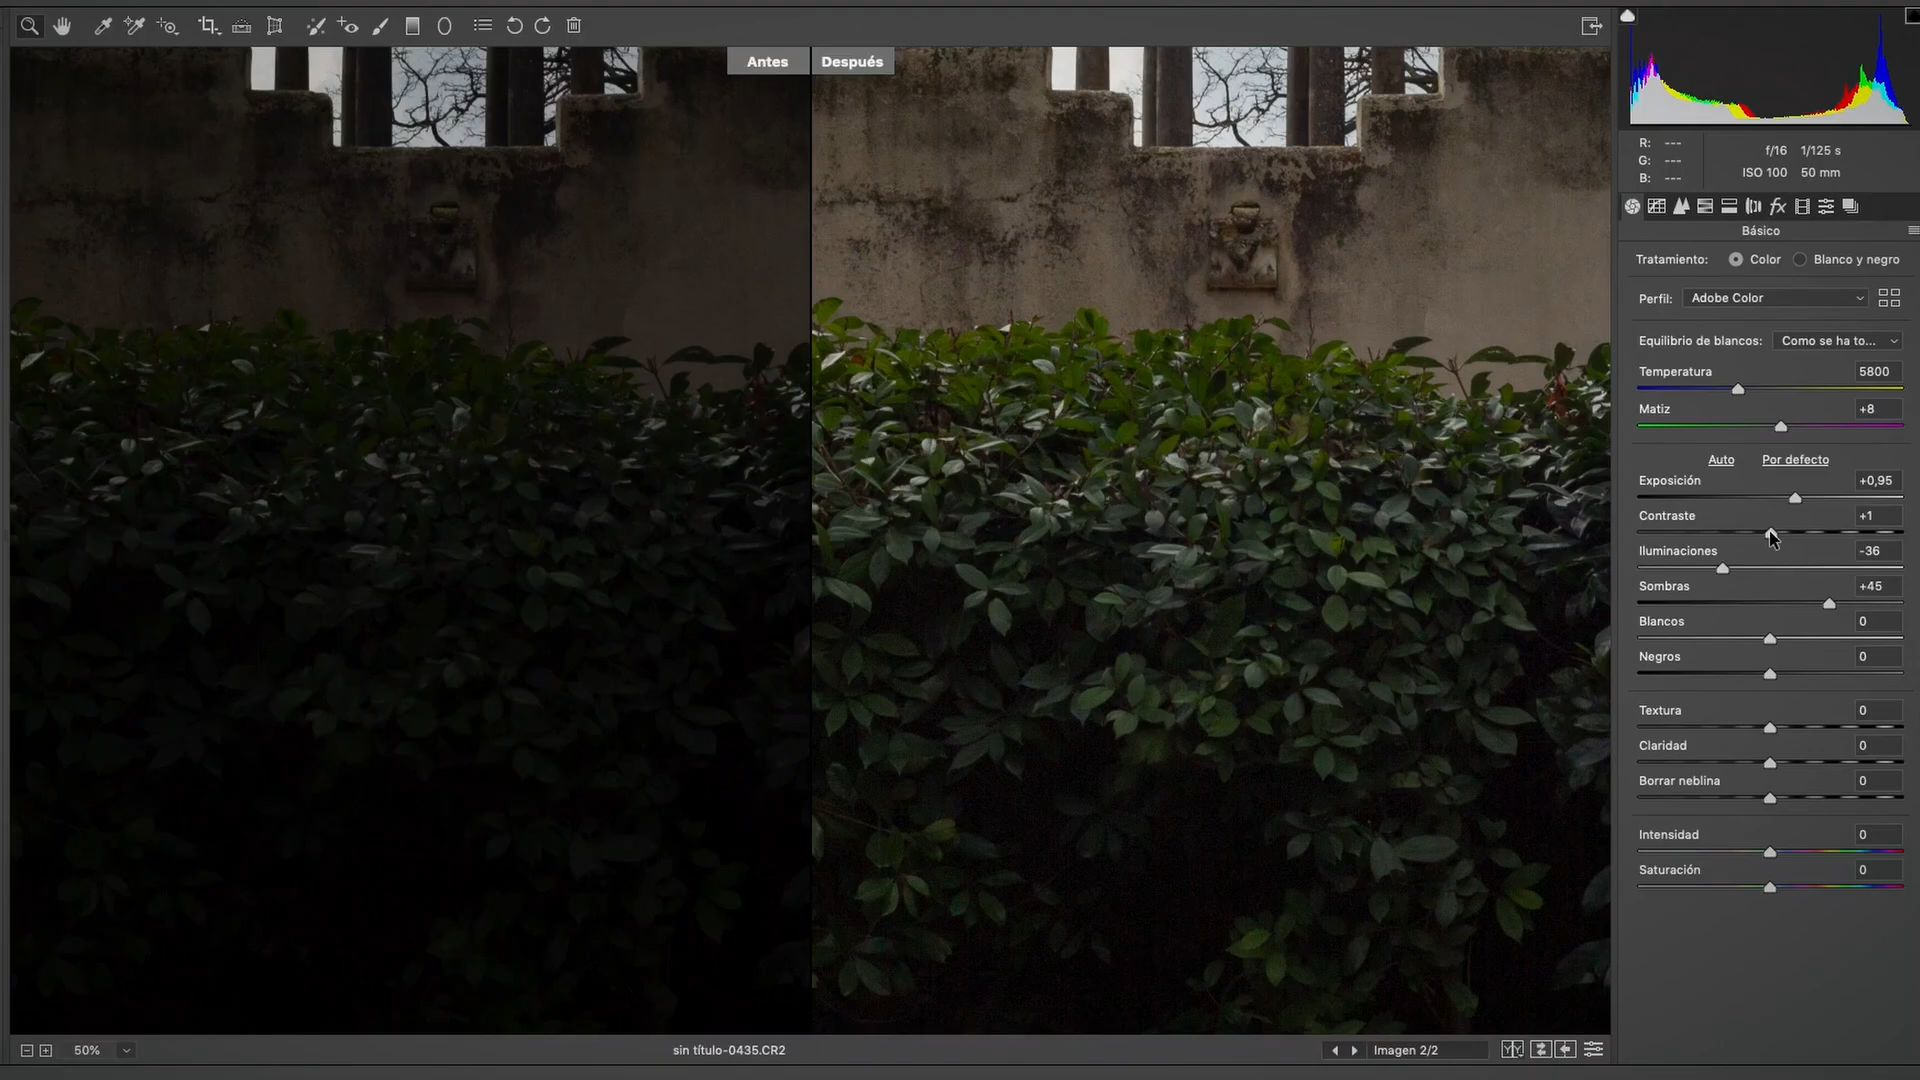 Antes
Después
R: ---
G: ---
B: ---
f/16 1/125 s
ISO 100 50 mm
fx
Básico
Tratamiento: Color Blanco y negro
Perfil: Adobe Color
Equilibrio de blancos: Como se ha to...
Temperatura 5800
Matiz +8
Auto Por defecto
Exposición +0,95
Contraste +1
Iluminaciones -36
Sombras +45
Blancos 0
Negros 0
Textura 0
Claridad 0
Borrar neblina 0
Intensidad 0
Saturación 0
50%
sin título-0435.CR2
Imagen 2/2